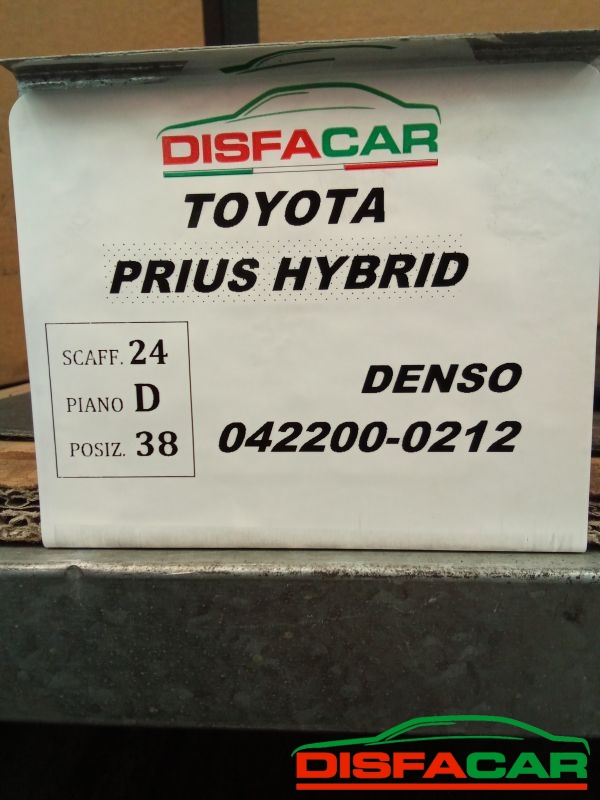 DISFACAR
TOYOTA
PRIUS HYBRID
SCAFF. 24
PIANO D
POSIZ. 38
DENSO
042200-0212
DISFACAR